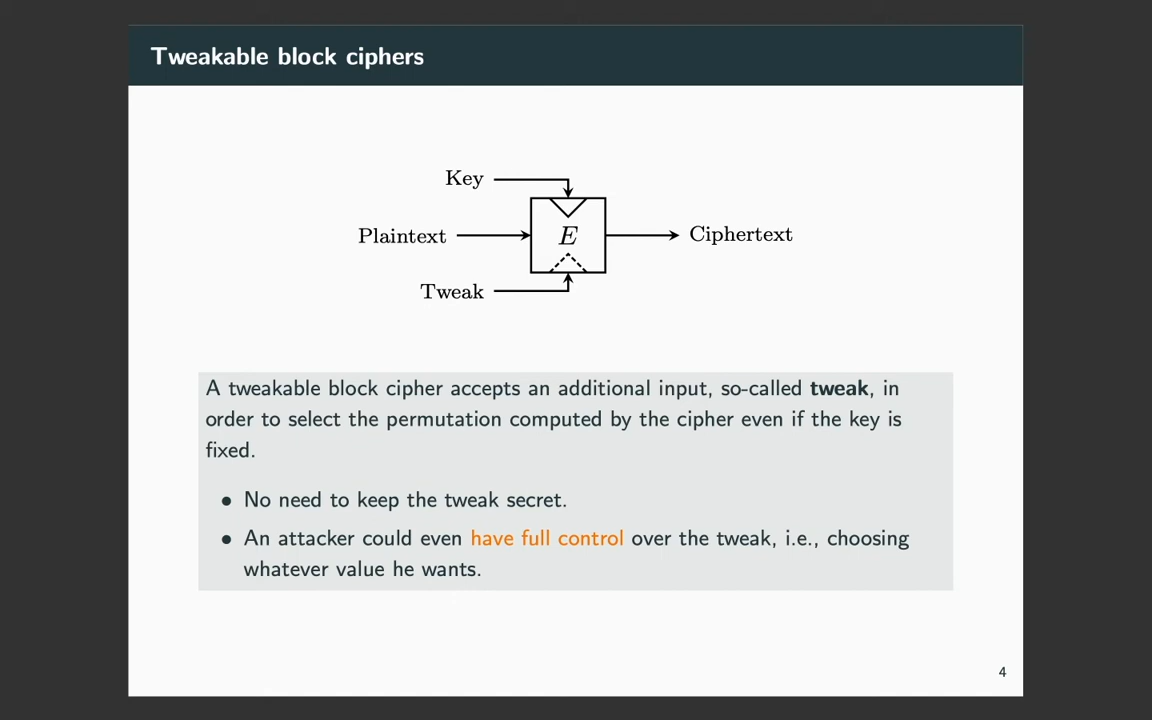 Tweakable block ciphers
Key
Plaintext
E
Ciphertext
Tweak
A tweakable block cipher accepts an additional input, so-called tweak, in
order to select the permutation computed by the cipher even if the key is
fixed.
• No need to keep the tweak secret.
• An attacker could even have full control over the tweak, i.e., choosing
whatever value he wants.
4